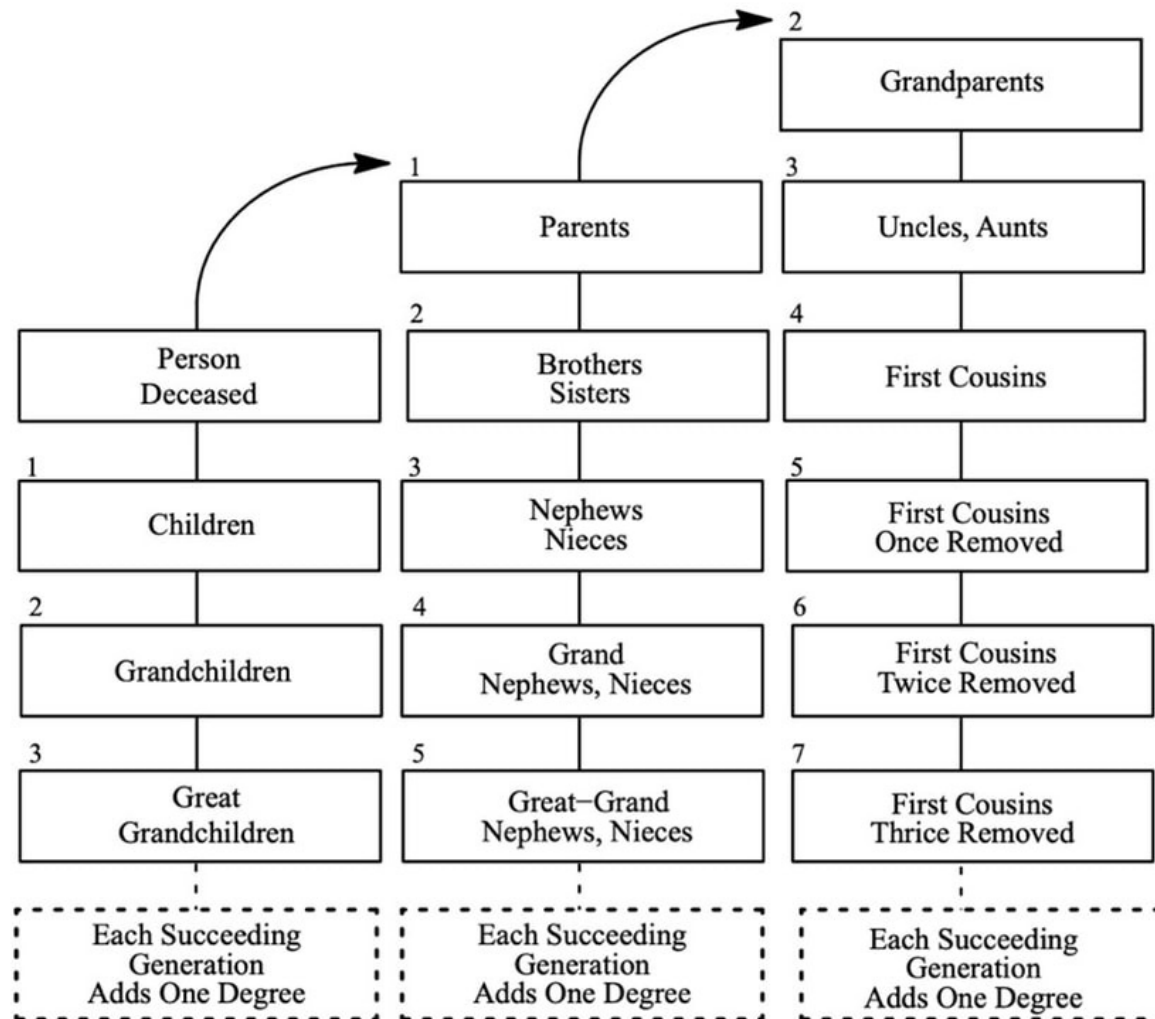 2
Grandparents
1
Parents
3
Uncles, Aunts
Person
Deceased
2
Brothers
Sisters
4
First Cousins
1
Children
3
Nephews
Nieces
5
First Cousins
Once Removed
2
Grandchildren
4
Grand
Nephews, Nieces
6
First Cousins
Twice Removed
3
Great
Grandchildren
5
Great-Grand
Nephews, Nieces
7
First Cousins
Thrice Removed
Each Succeeding
Generation
Adds One Degree
Each Succeeding
Generation
Adds One Degree
Each Succeeding
Generation
Adds One Degree